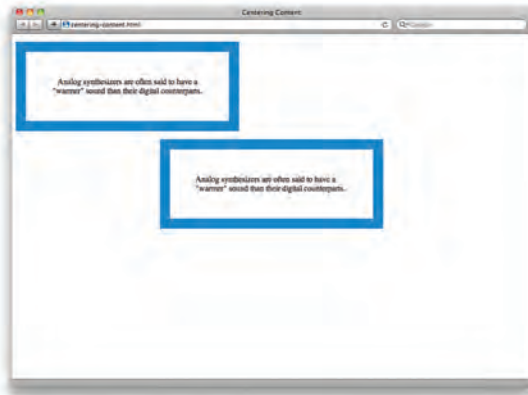 Centering Content
centering-content.html
Analog synthesizers are often said to have a
"warmer" sound than their digital counterparts.
Analog synthesizers are often said to have a
"warmer" sound than their digital counterparts.